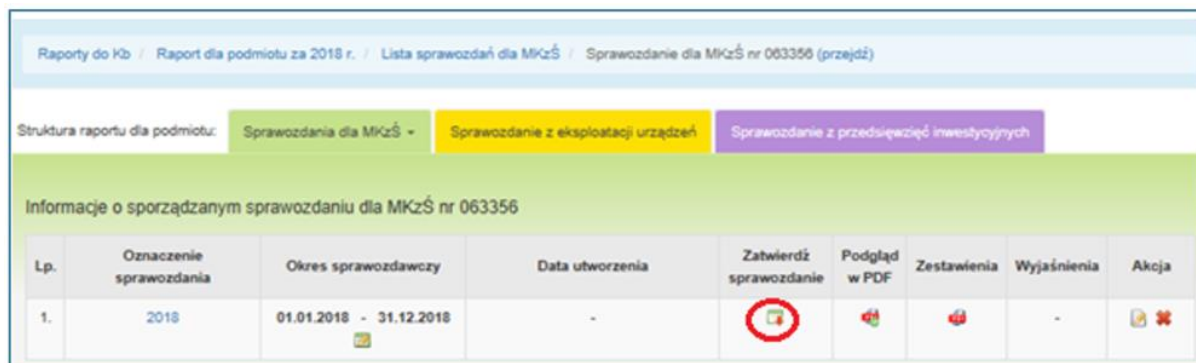 Raporty do Kb / Raport dla podmiotu za 2018 r. / Lista sprawozdań dla MKzŚ / Sprawozdanie dla MKzŚ nr 063356 (przejdź)
Struktura raportu dla podmiotu: Sprawozdania dla MKzŚ Sprawozdanie z eksploatacji urządzeń Sprawozdanie z przedsięwzięć inwestycyjnych
Informacje o sporządzanym sprawozdaniu dla MKzŚ nr 063356
Lp. Oznaczenie sprawozdania Okres sprawozdawczy Data utworzenia Zatwierdź sprawozdanie Podgląd w PDF Zestawienia Wyjaśnienia Akcja
1. 2018 01.01.2018 - 31.12.2018 - -